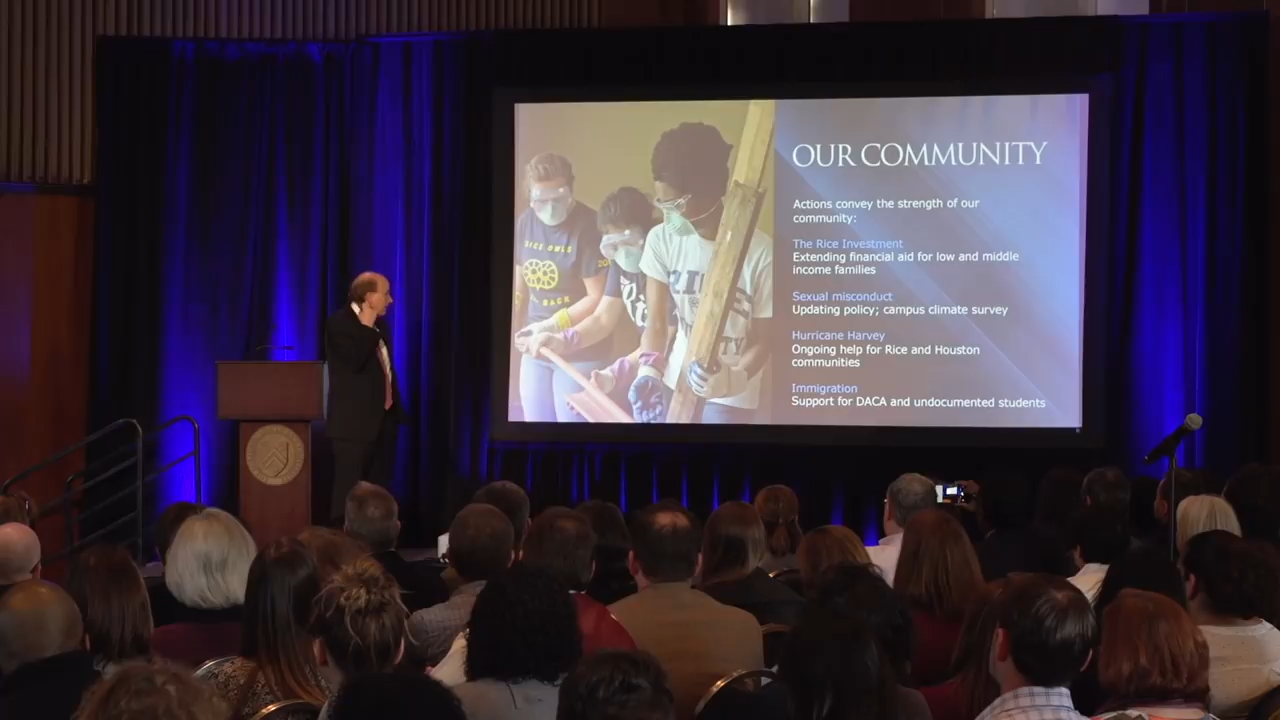 OUR COMMUNITY
Actions convey the strength of our
community:
The Rice Investment
Extending financial aid for low and middle
income families
Sexual misconduct
Updating policy; campus climate survey
Hurricane Harvey
Ongoing help for Rice and Houston
communities
Immigration
Support for DACA and undocumented students
RICE OWLS
BACK